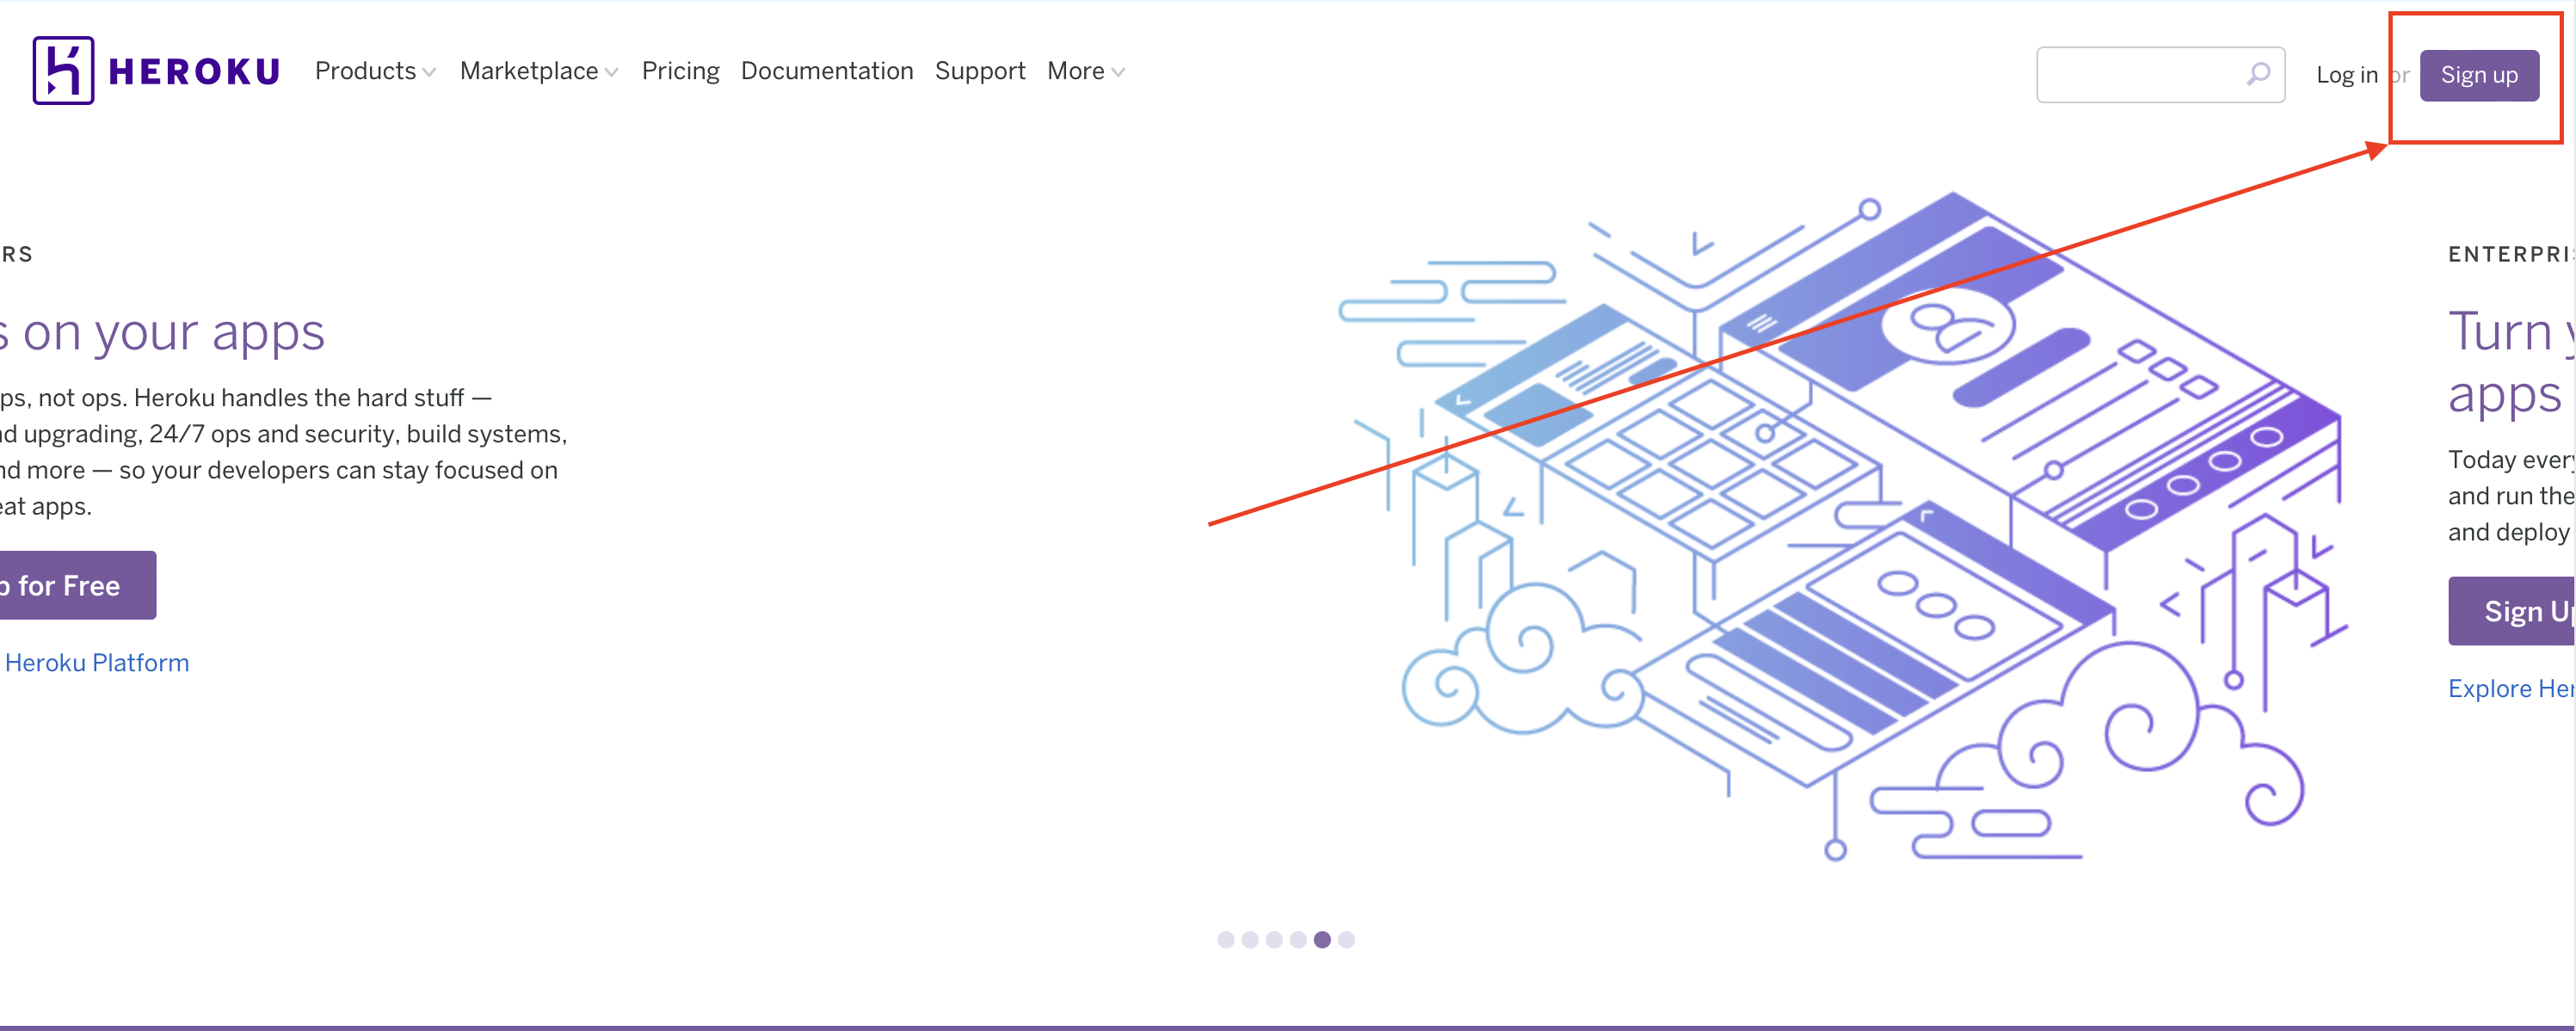 HEROKU Products Marketplace Pricing Documentation Support More Log in or Sign up
RS
s on your apps
ps, not ops. Heroku handles the hard stuff —
nd upgrading, 24/7 ops and security, build systems,
nd more — so your developers can stay focused on
eat apps.
p for Free
Heroku Platform
ENTERPRI
Turn y
apps
Today every
and run the
and deploy
Sign Up
Explore Her